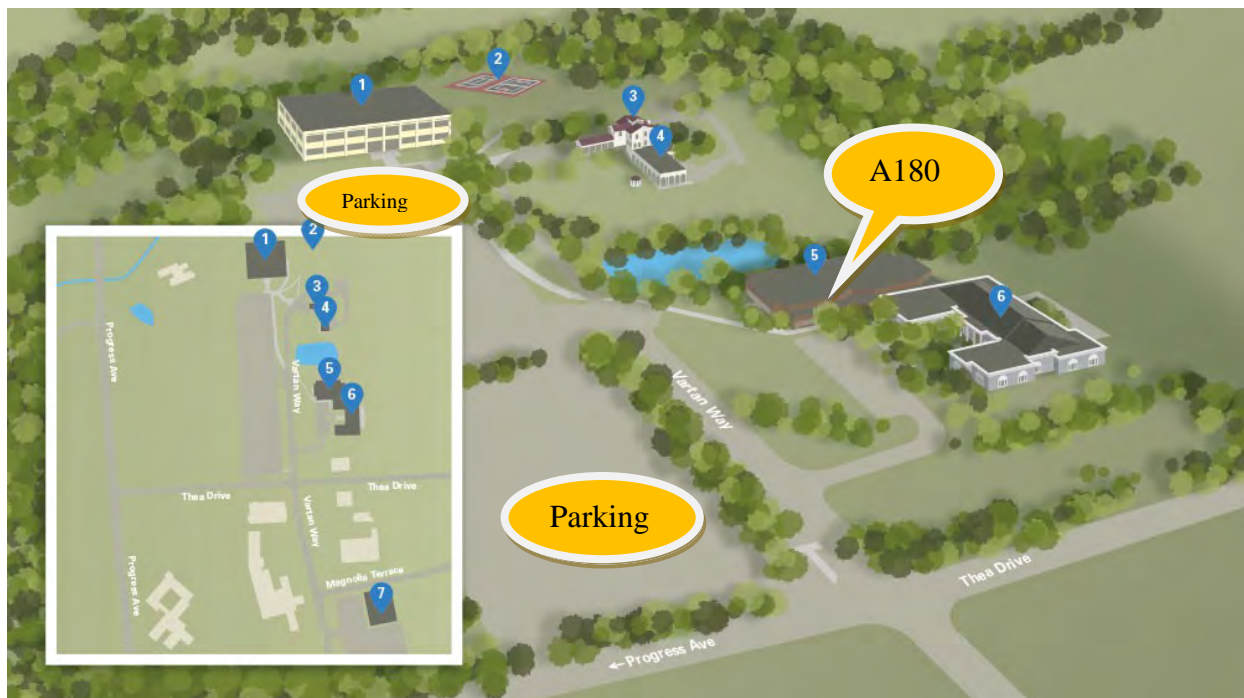 2
1
3
4
A180
Parking
5
6
Vartan Way
Parking
Thea Drive
←Progress Ave
1
2
3
4
Progress Ave
Vartan Way
5
6
Thea Drive
Thea Drive
Vartan Way
Progress Ave
Magnolia Terrace
7